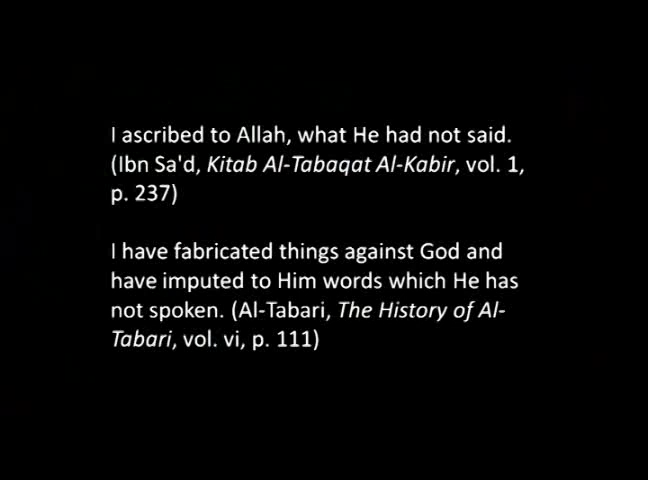 I ascribed to Allah, what He had not said.
(Ibn Sa'd, Kitab Al-Tabaqat Al-Kabir, vol. 1,
p. 237)
I have fabricated things against God and
have imputed to Him words which He has
not spoken. (Al-Tabari, The History of Al-
Tabari, vol. vi, p. 111)